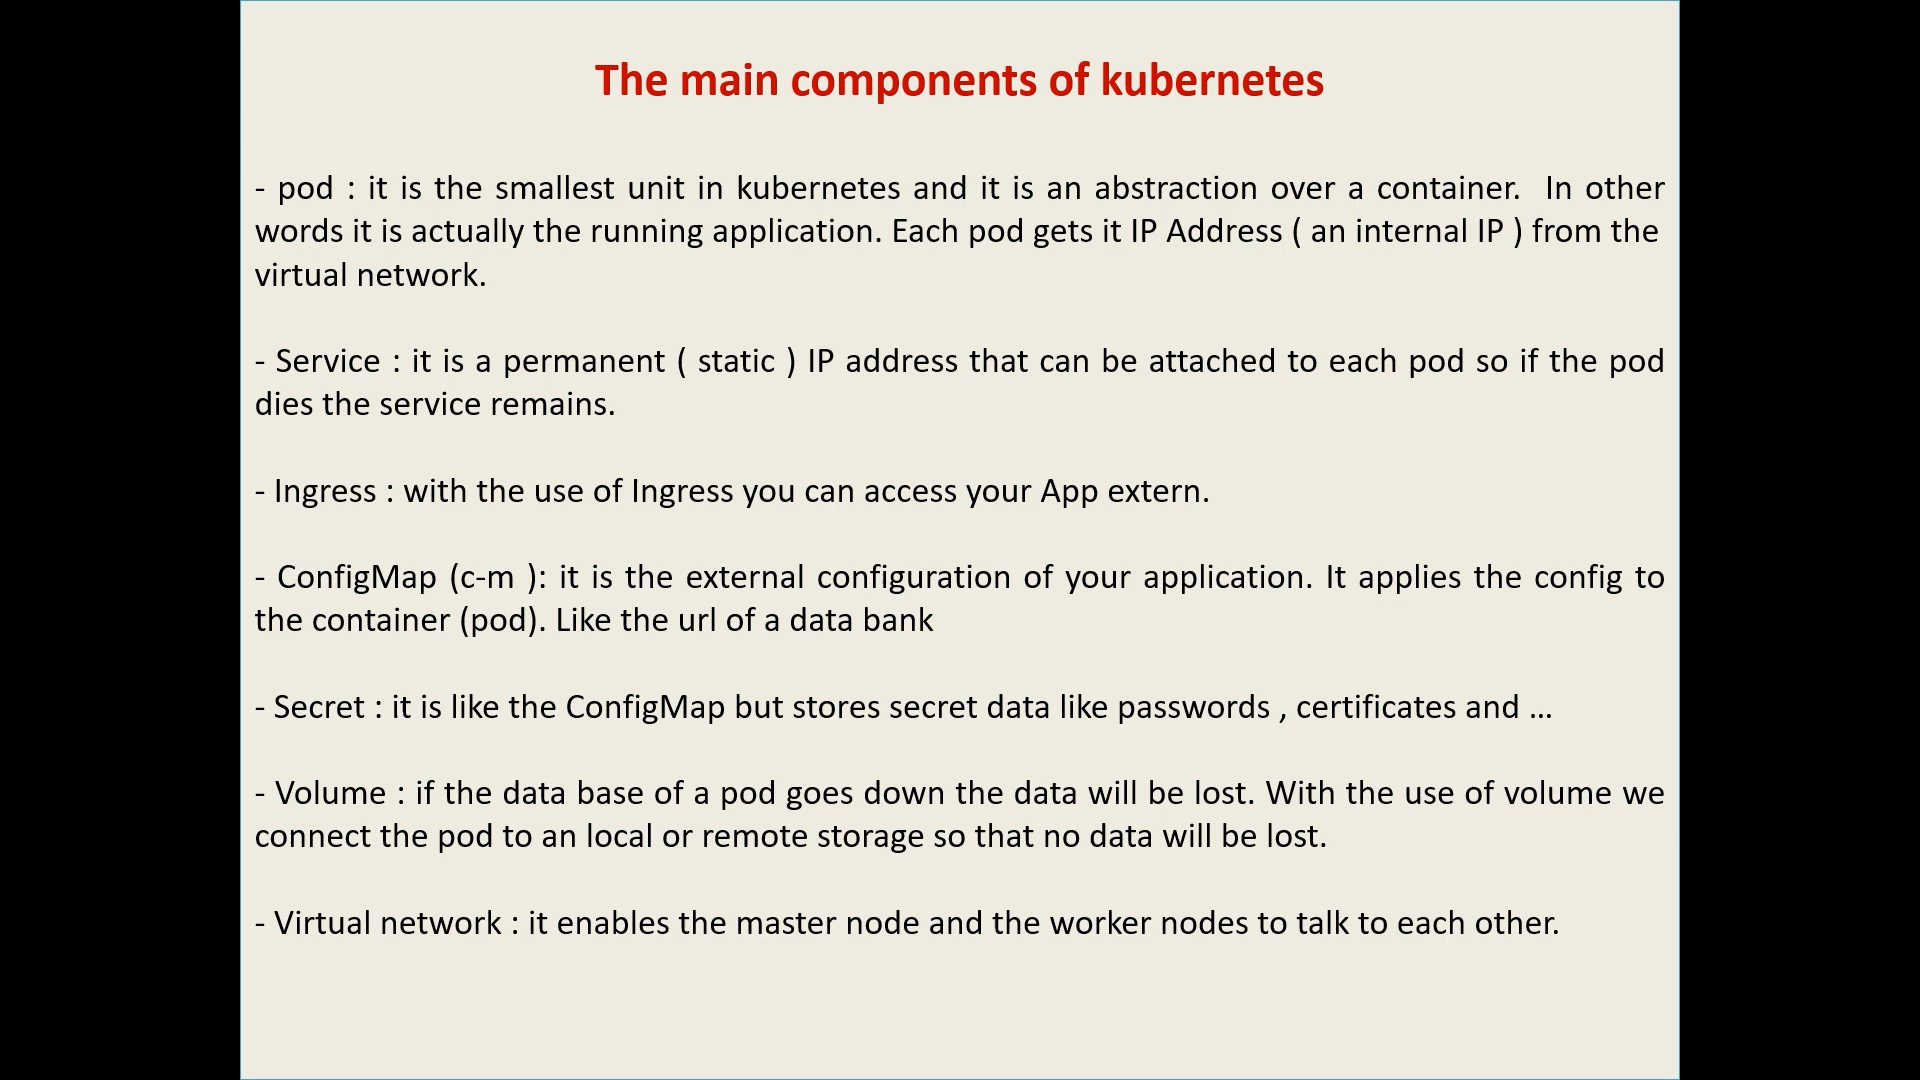 The main components of kubernetes
- pod : it is the smallest unit in kubernetes and it is an abstraction over a container. In other
words it is actually the running application. Each pod gets it IP Address ( an internal IP ) from the
virtual network.
- Service : it is a permanent ( static ) IP address that can be attached to each pod so if the pod
dies the service remains.
- Ingress : with the use of Ingress you can access your App extern.
- ConfigMap (c-m ): it is the external configuration of your application. It applies the config to
the container (pod). Like the url of a data bank
- Secret : it is like the ConfigMap but stores secret data like passwords , certificates and ...
- Volume : if the data base of a pod goes down the data will be lost. With the use of volume we
connect the pod to an local or remote storage so that no data will be lost.
- Virtual network : it enables the master node and the worker nodes to talk to each other.